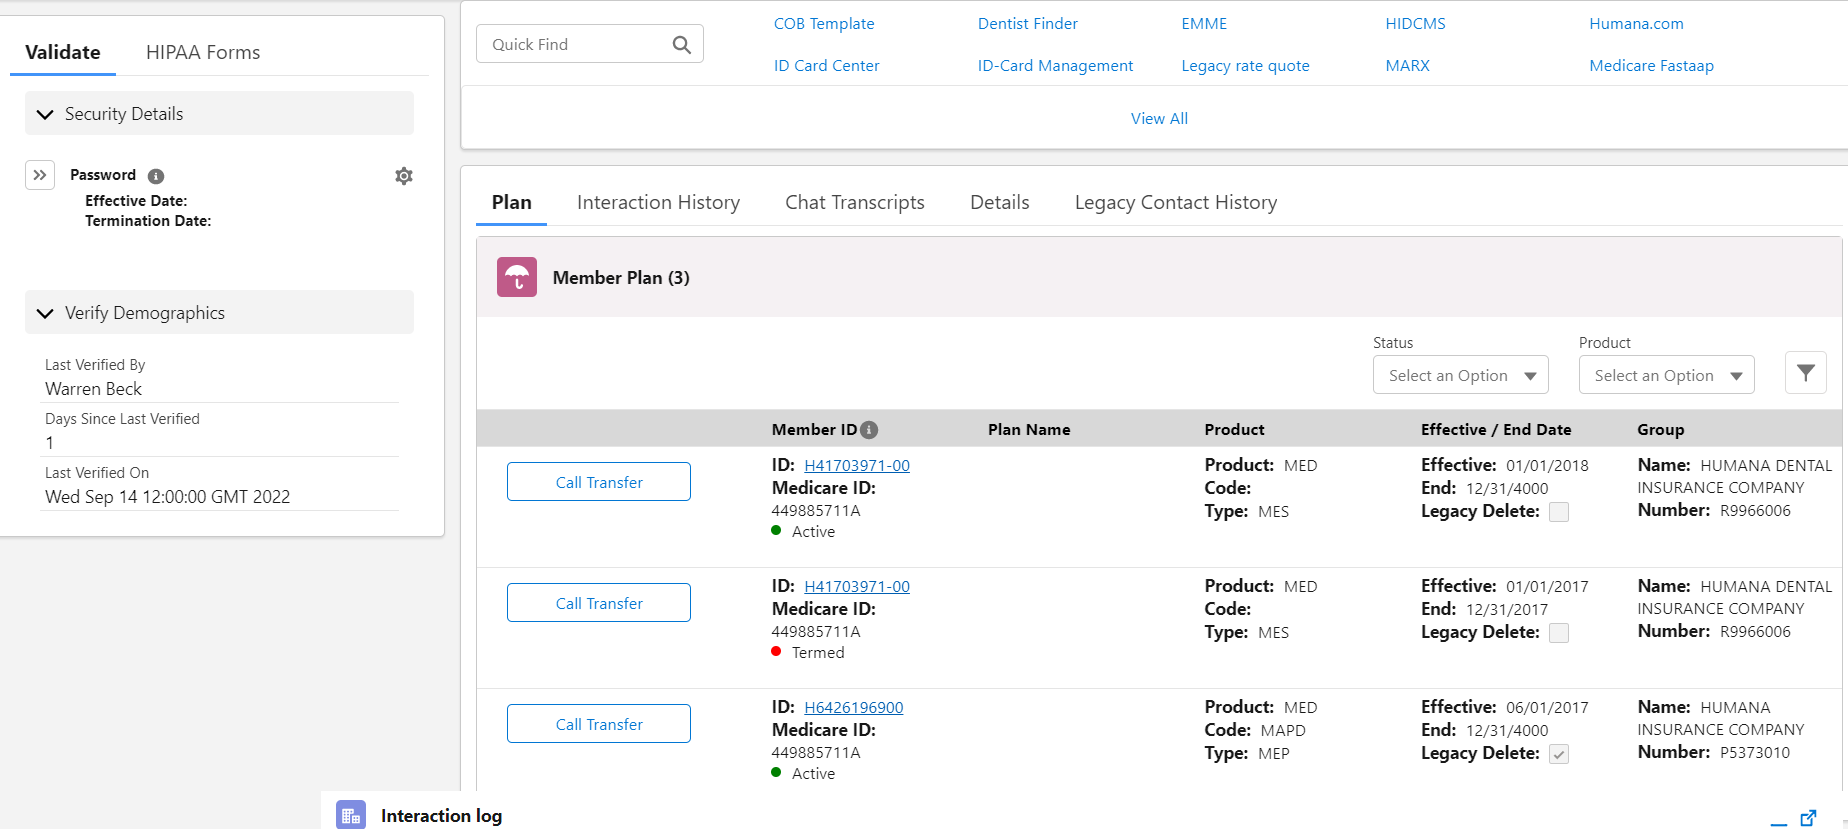 Validate
HIPAA Forms
Security Details
Password
Effective Date:
Termination Date:
Verify Demographics
Last Verified By
Warren Beck
Days Since Last Verified
1
Last Verified On
Wed Sep 14 12:00:00 GMT 2022
Quick Find
COB Template
Dentist Finder
EMME
HIDCMS
Humana.com
ID Card Center
ID-Card Management
Legacy rate quote
MARX
Medicare Fastaap
View All
Plan
Interaction History
Chat Transcripts
Details
Legacy Contact History
Member Plan (3)
Status
Select an Option
Product
Select an Option
Member ID
Plan Name
Product
Effective / End Date
Group
Call Transfer
ID: H41703971-00
Medicare ID:
449885711A
Active
Product: MED
Code:
Type: MES
Effective: 01/01/2018
End: 12/31/4000
Legacy Delete:
Name: HUMANA DENTAL
INSURANCE COMPANY
Number: R9966006
Call Transfer
ID: H41703971-00
Medicare ID:
449885711A
Termed
Product: MED
Code:
Type: MES
Effective: 01/01/2017
End: 12/31/2017
Legacy Delete:
Name: HUMANA DENTAL
INSURANCE COMPANY
Number: R9966006
Call Transfer
ID: H6426196900
Medicare ID:
449885711A
Active
Product: MED
Code: MAPD
Type: MEP
Effective: 06/01/2017
End: 12/31/4000
Legacy Delete:
Name: HUMANA
INSURANCE COMPANY
Number: P5373010
Interaction log